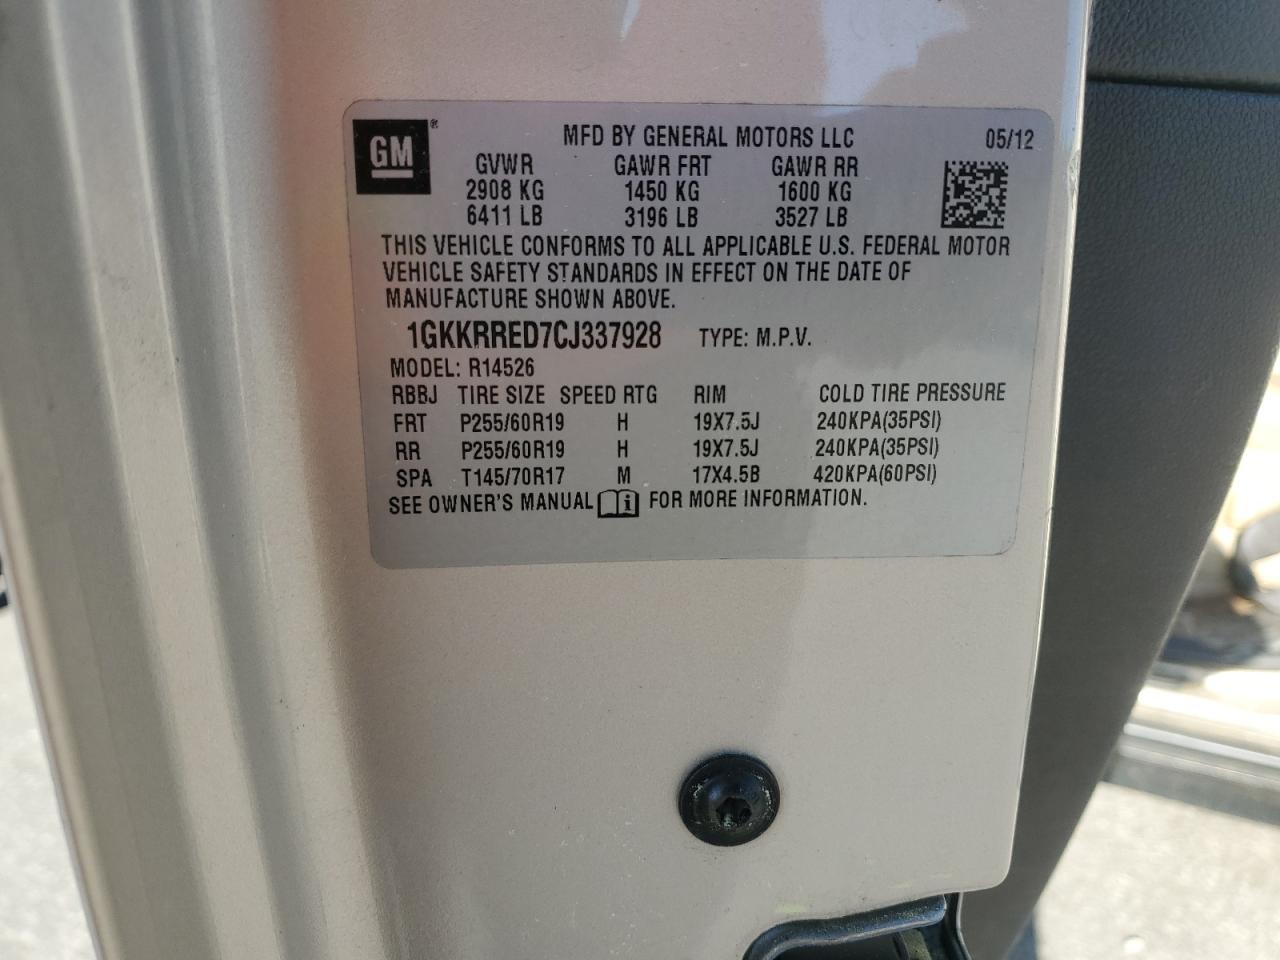 GM®
MFD BY GENERAL MOTORS LLC 05/12
GVWR GAWR FRT GAWR RR
2908 KG 1450 KG 1600 KG
6411 LB 3196 LB 3527 LB
THIS VEHICLE CONFORMS TO ALL APPLICABLE U.S. FEDERAL MOTOR
VEHICLE SAFETY STANDARDS IN EFFECT ON THE DATE OF
MANUFACTURE SHOWN ABOVE.
1GKKRRED7CJ337928 TYPE: M.P.V.
MODEL: R14526
RBBJ TIRE SIZE SPEED RTG RIM COLD TIRE PRESSURE
FRT P255/60R19 H 19X7.5J 240KPA(35PSI)
RR P255/60R19 H 19X7.5J 240KPA(35PSI)
SPA T145/70R17 M 17X4.5B 420KPA(60PSI)
SEE OWNER'S MANUAL i FOR MORE INFORMATION.